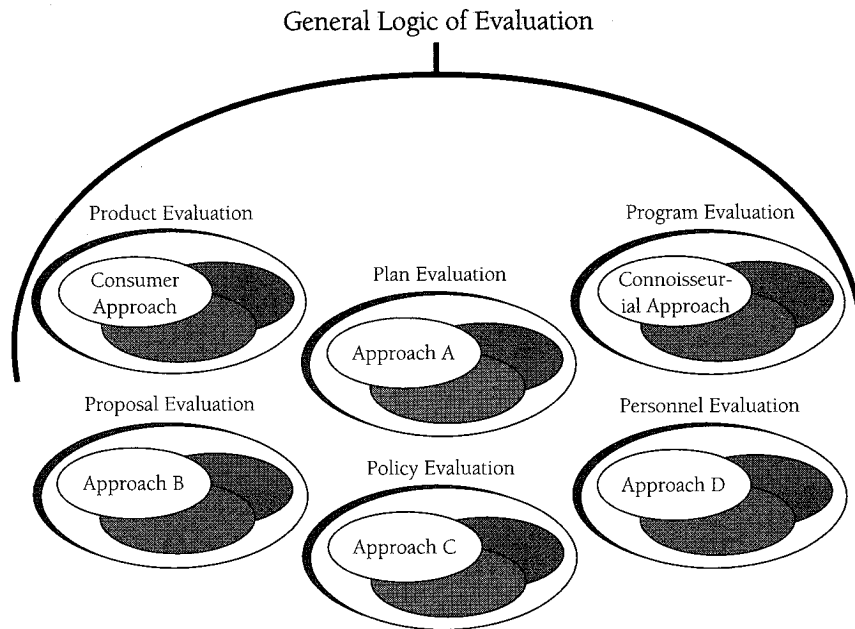 General Logic of Evaluation
Product Evaluation
Consumer
Approach
Plan Evaluation
Approach A
Program Evaluation
Connoisseur-
ial Approach
Proposal Evaluation
Approach B
Policy Evaluation
Approach C
Personnel Evaluation
Approach D